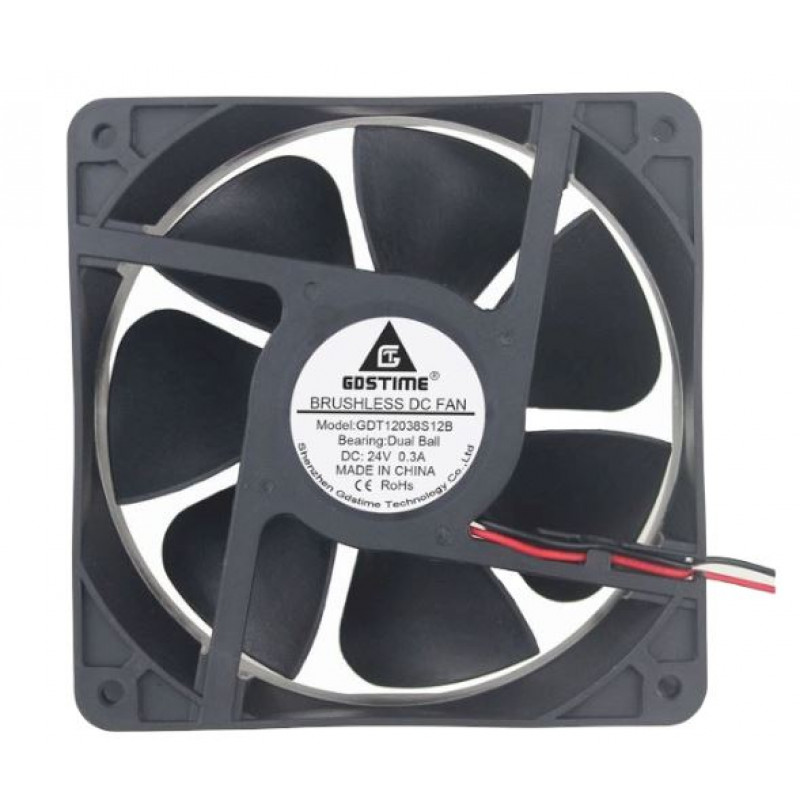 GT
GDSTIME®
BRUSHLESS DC FAN
Model:GDT12038S12B
Bearing:Dual Ball
DC: 24V 0.3A
MADE IN CHINA
CE RoHs
Shenzhen Gdstime Technology Co.,Ltd